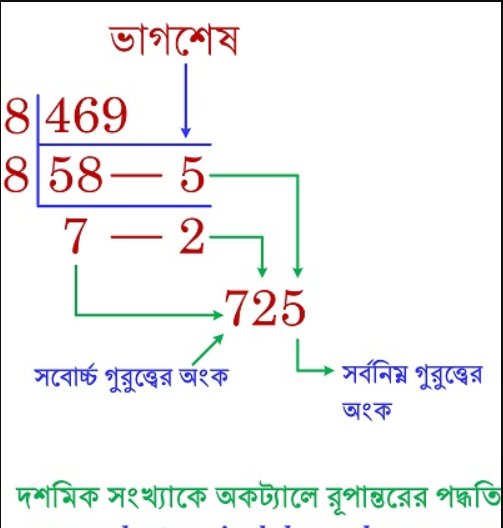 ভাগশেষ
8 469
8 58 — 5
7 — 2
725
সবোর্চ্চ গুরুত্ত্বের অংক
সর্বনিম্ন গুরুত্ত্বের
অংক
দশমিক সংখ্যাকে অকট্যালে রূপান্তরের পদ্ধতি